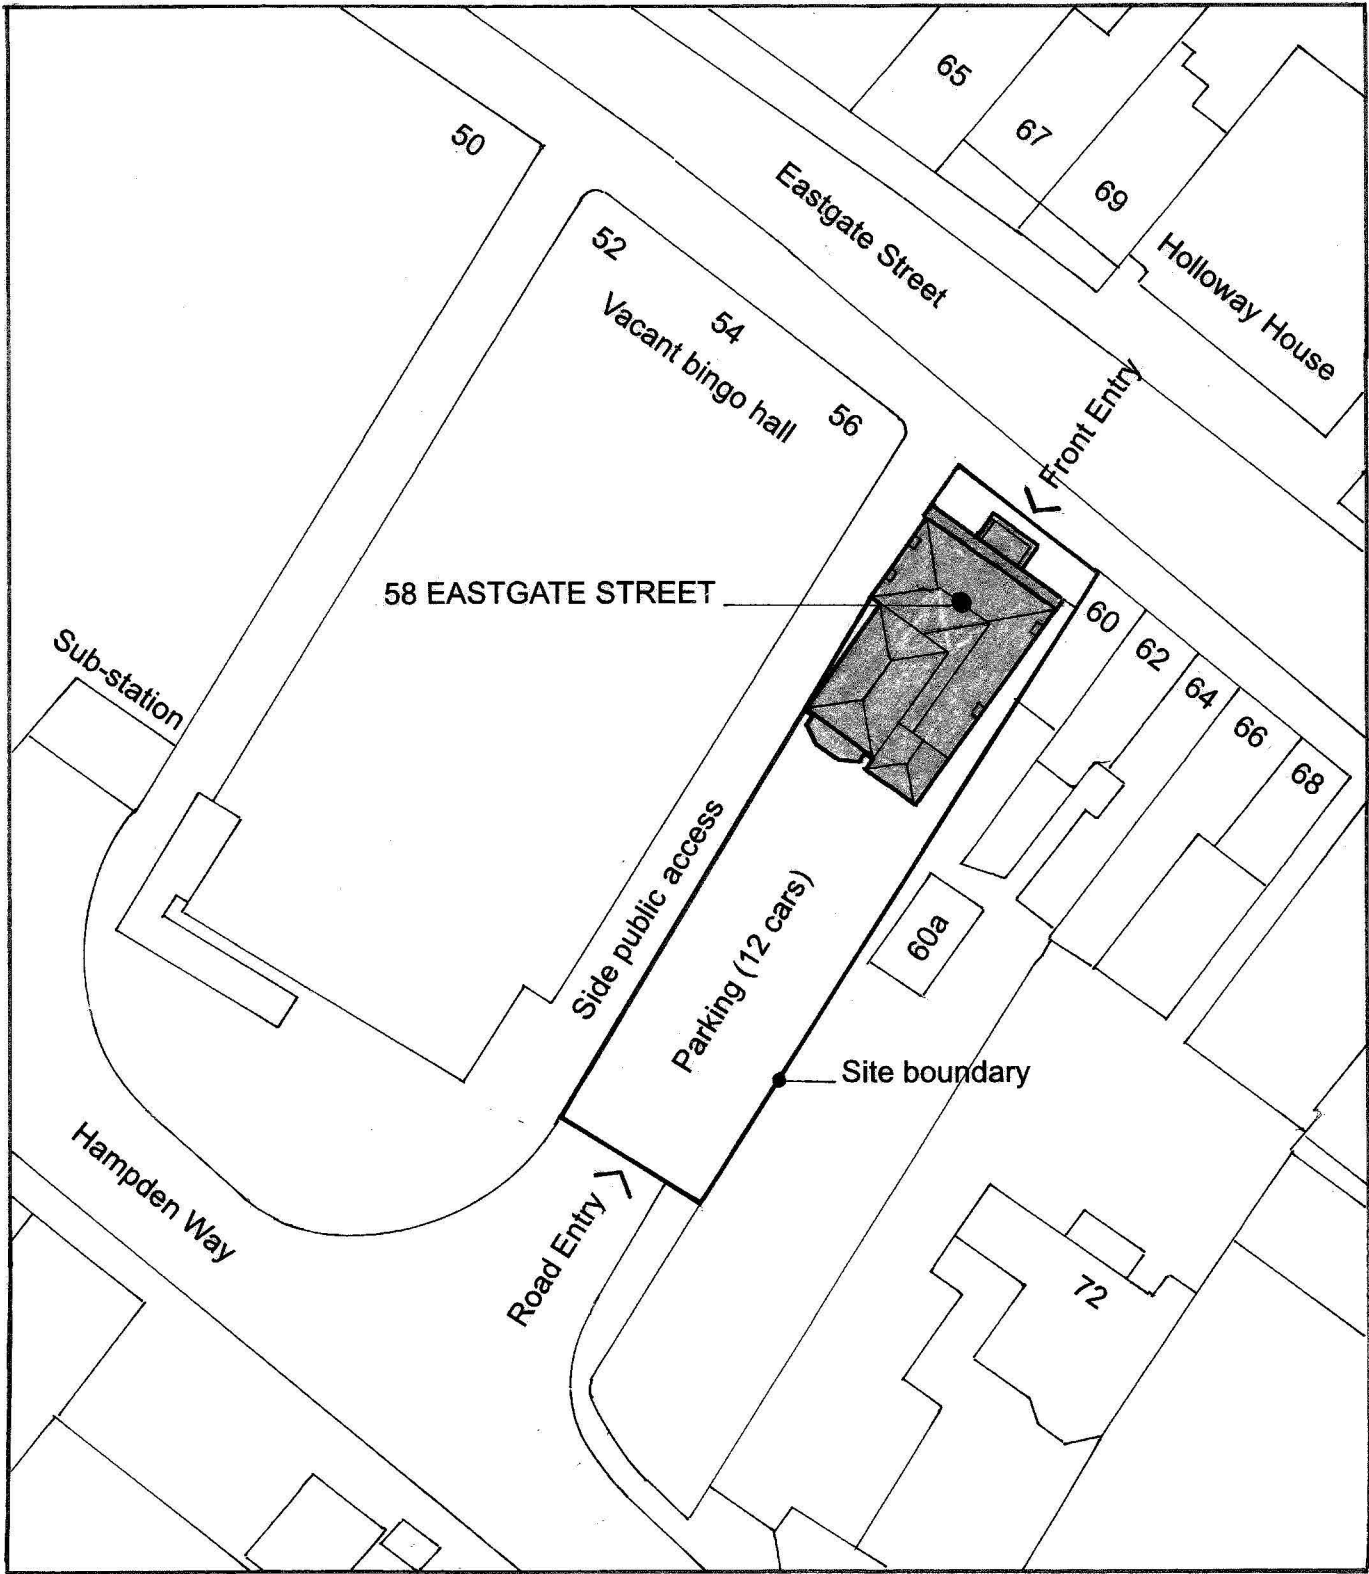 65
67
69
50
Eastgate Street
Holloway House
52
54
Vacant bingo hall
56
Front Entry
58 EASTGATE STREET
60
62
64
66
68
Sub-station
Side public access
Parking (12 cars)
60a
Site boundary
Hampden Way
Road Entry
72